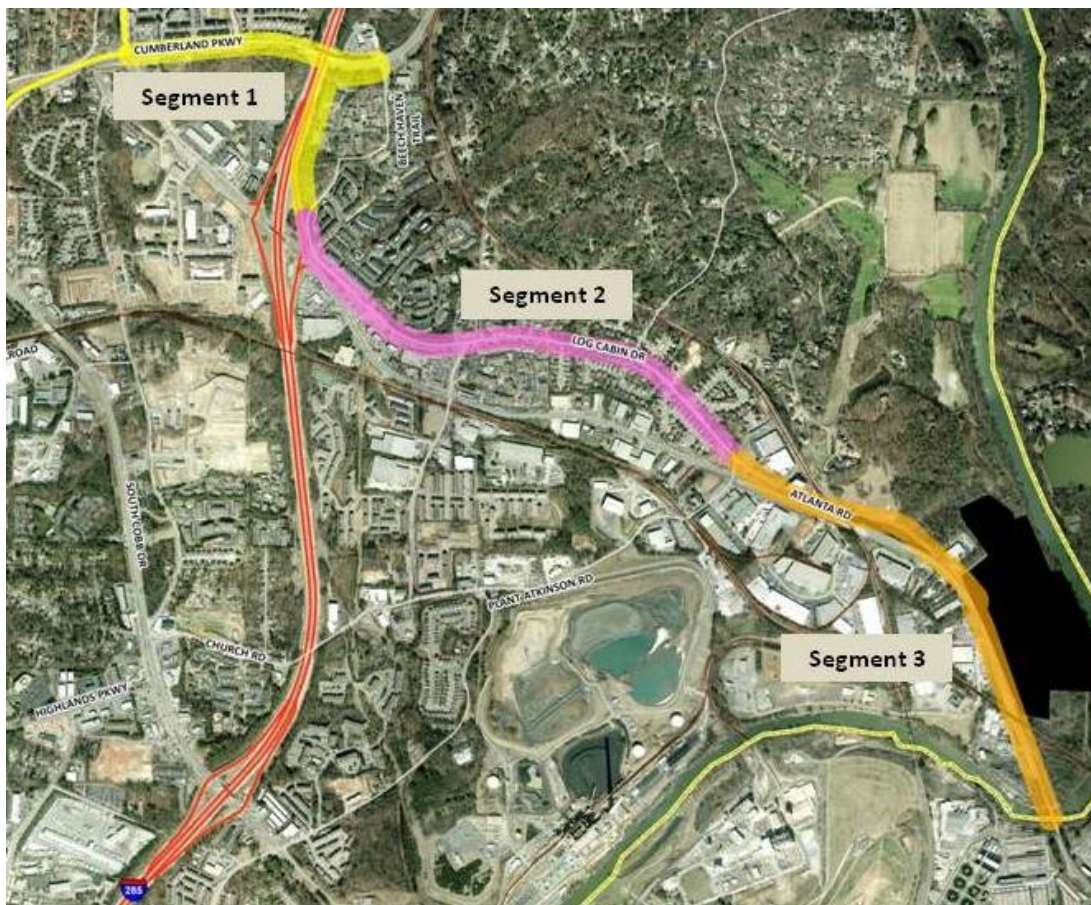 CUMBERLAND PKWY
Segment 1
BEECH HAVEN
TRAIL
Segment 2
LOG CABIN DR
ROAD
ATLANTA RD
SOUTH COBB DR
PLANT ATKINSON RD
CHURCH RD
Segment 3
HIGHLANDS PKWY
285